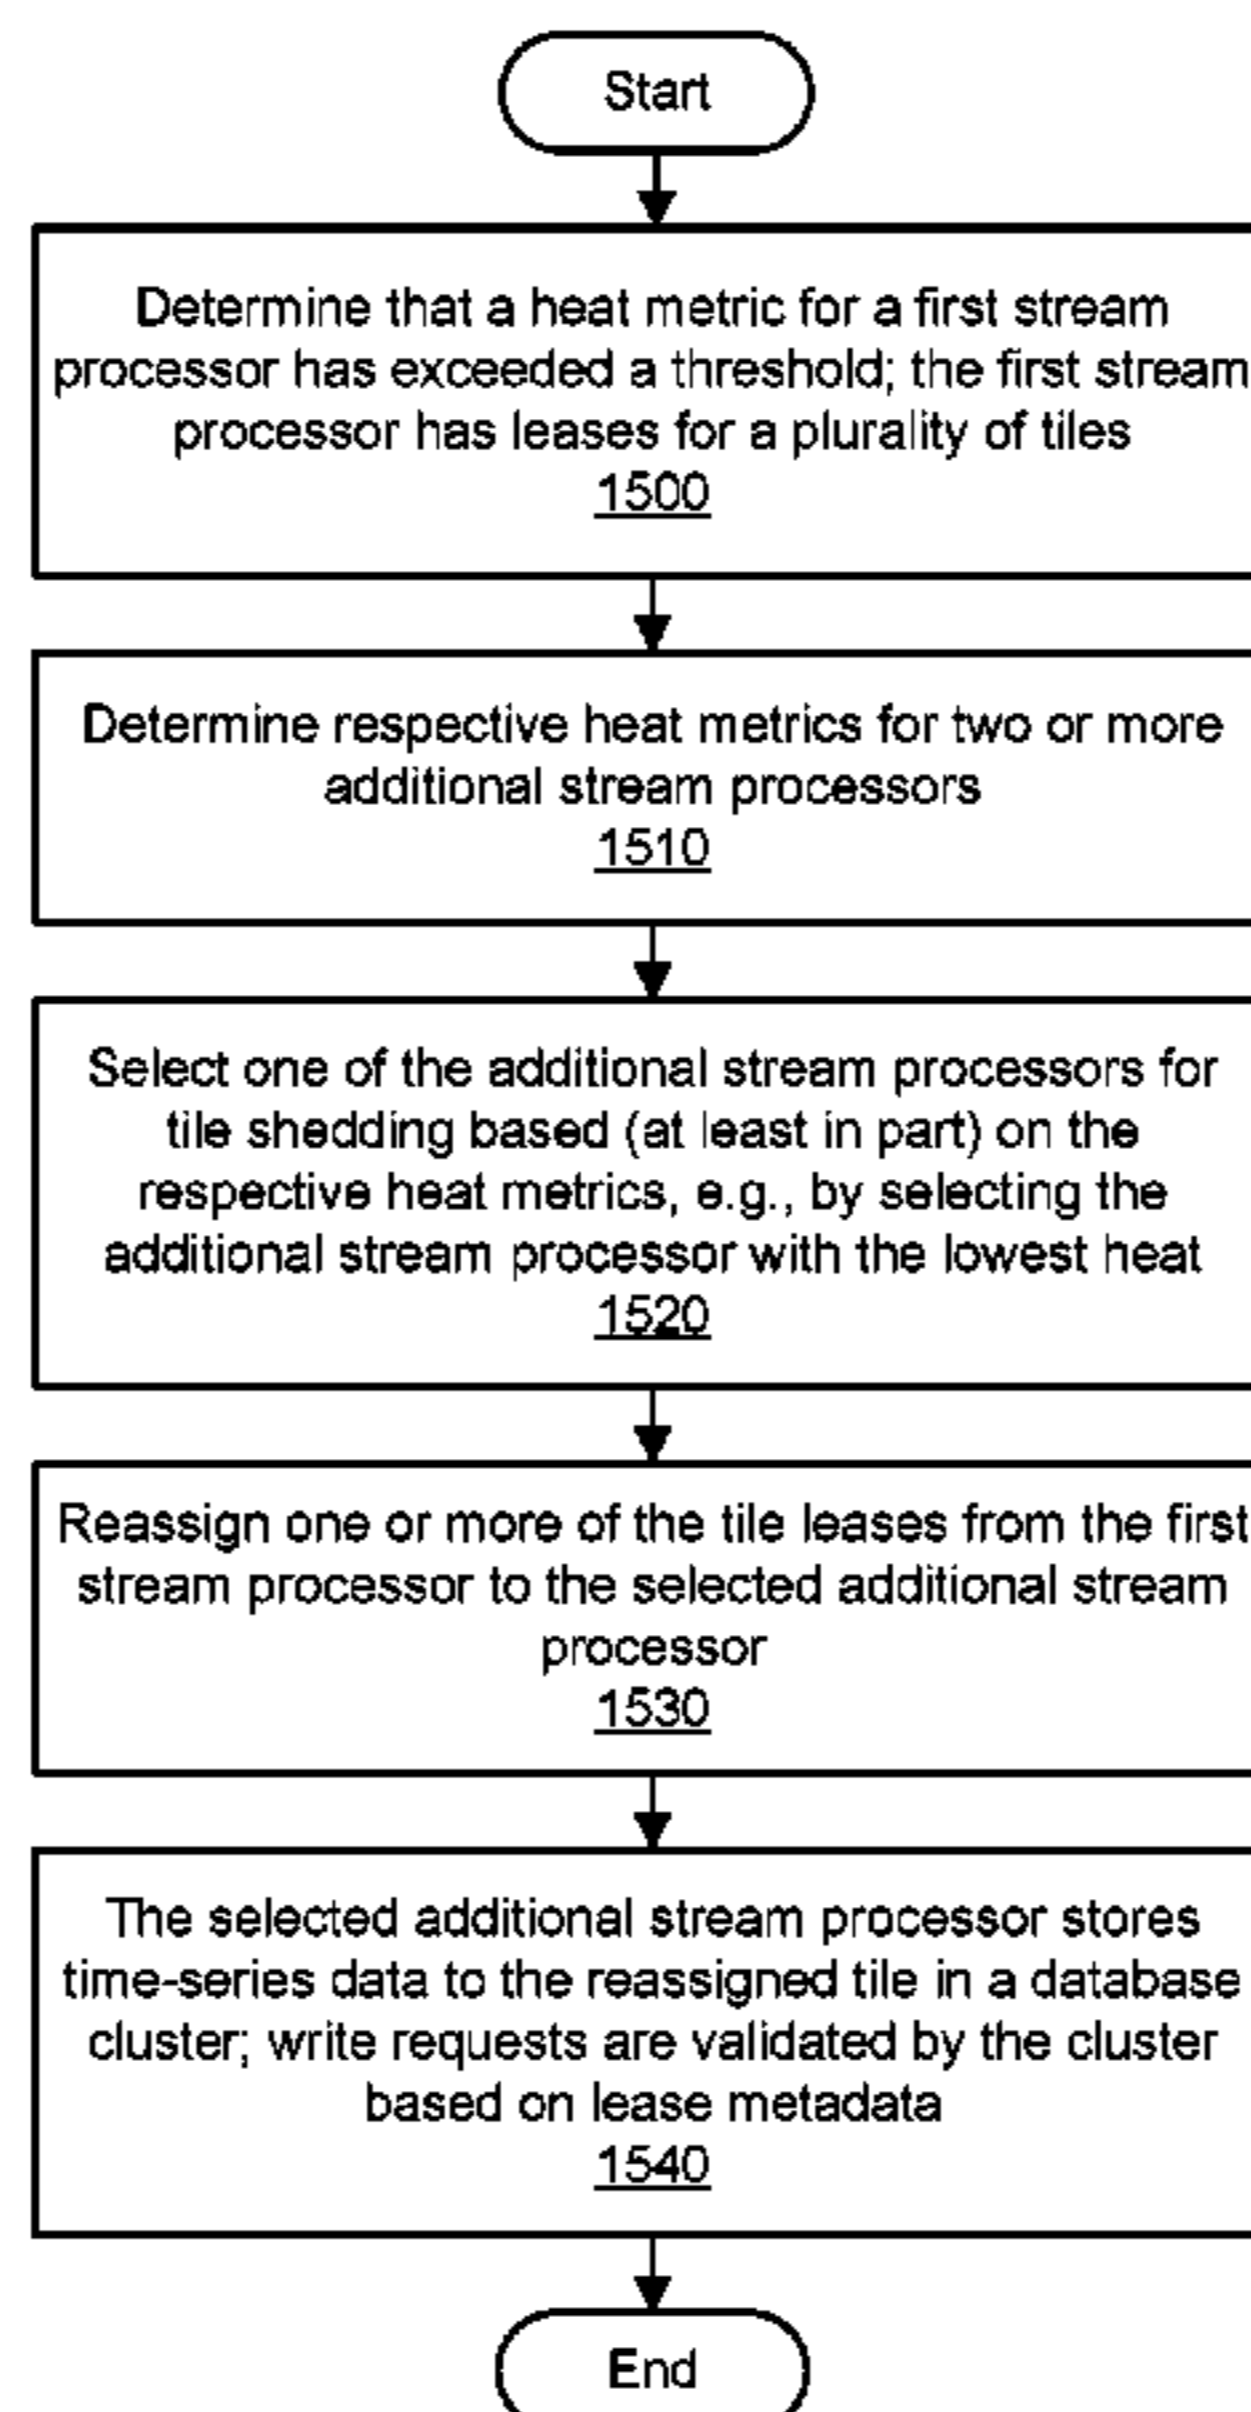 Start
Determine that a heat metric for a first stream
processor has exceeded a threshold; the first stream
processor has leases for a plurality of tiles
1500
Determine respective heat metrics for two or more
additional stream processors
1510
Select one of the additional stream processors for
tile shedding based (at least in part) on the
respective heat metrics, e.g., by selecting the
additional stream processor with the lowest heat
1520
Reassign one or more of the tile leases from the first
stream processor to the selected additional stream
processor
1530
The selected additional stream processor stores
time-series data to the reassigned tile in a database
cluster; write requests are validated by the cluster
based on lease metadata
1540
End